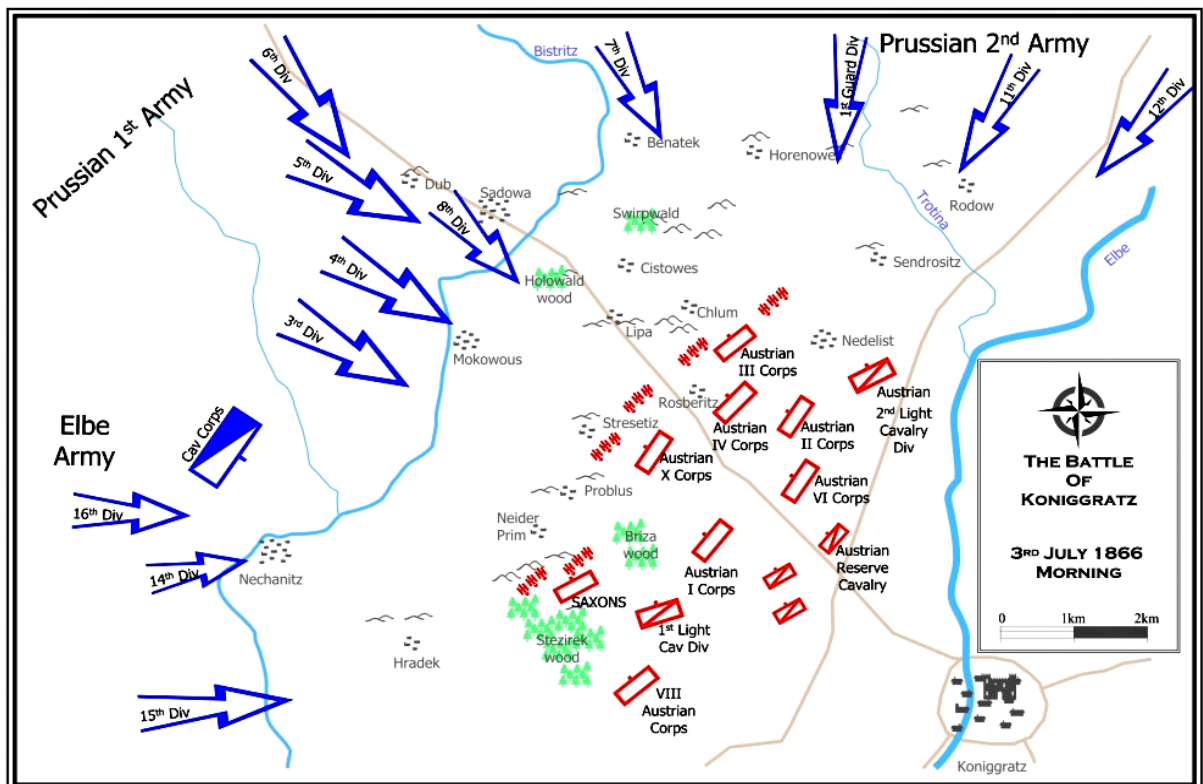 Prussian 2nd Army
Bistritz
6th Div
7th Div
1st Guard Div
11th Div
12th Div
Prussian 1st Army
5th Div
Dub
Sadowa
8th Div
Benatek
Horenowe
Rodow
Trotina
Elbe
Swirpwald
4th Div
Holowald
wood
Cistowes
Sendrositz
3rd Div
Mokowous
Lipa
Chlum
Nedelist
Austrian
III Corps
Rosberitz
Austrian
IV Corps
Austrian
II Corps
Austrian
2nd Light
Cavalry
Div
Elbe
Army
Cav Corps
Stresetiz
Austrian
X Corps
Austrian
VI Corps
16th Div
Problus
Neider
Prim
Briza
wood
14th Div
Nechanitz
Austrian
I Corps
Austrian
Reserve
Cavalry
SAXONS
1st Light
Cav Div
Stezirek
wood
Hradek
15th Div
VIII
Austrian
Corps
Koniggratz
The Battle
Of
Koniggratz
3rd July 1866
Morning
0 1km 2km